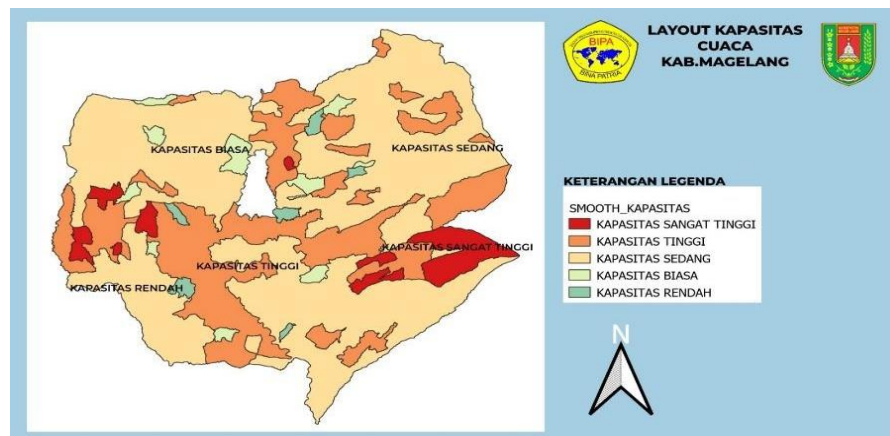 LAYOUT KAPASITAS
CUACA
KAB.MAGELANG
BIPA
BINA PATRIA
KAPASITAS BIASA
KAPASITAS SEDANG
KAPASITAS SANGAT TINGGI
KAPASITAS TINGGI
KAPASITAS RENDAH
KETERANGAN LEGENDA
SMOOTH_KAPASITAS
KAPASITAS SANGAT TINGGI
KAPASITAS TINGGI
KAPASITAS SEDANG
KAPASITAS BIASA
KAPASITAS RENDAH
N